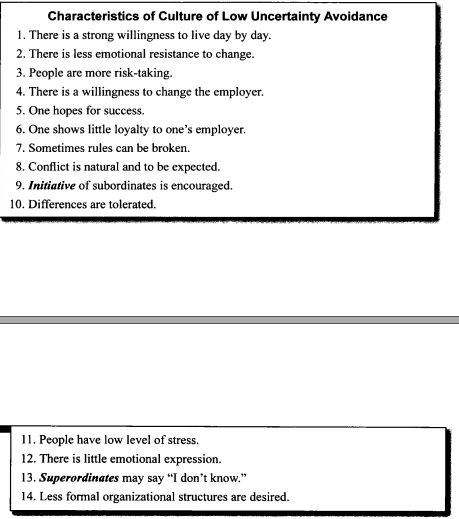 Characteristics of Culture of Low Uncertainty Avoidance
1. There is a strong willingness to live day by day.
2. There is less emotional resistance to change.
3. People are more risk-taking.
4. There is a willingness to change the employer.
5. One hopes for success.
6. One shows little loyalty to one's employer.
7. Sometimes rules can be broken.
8. Conflict is natural and to be expected.
9. Initiative of subordinates is encouraged.
10. Differences are tolerated.
11. People have low level of stress.
12. There is little emotional expression.
13. Superordinates may say "I don't know."
14. Less formal organizational structures are desired.